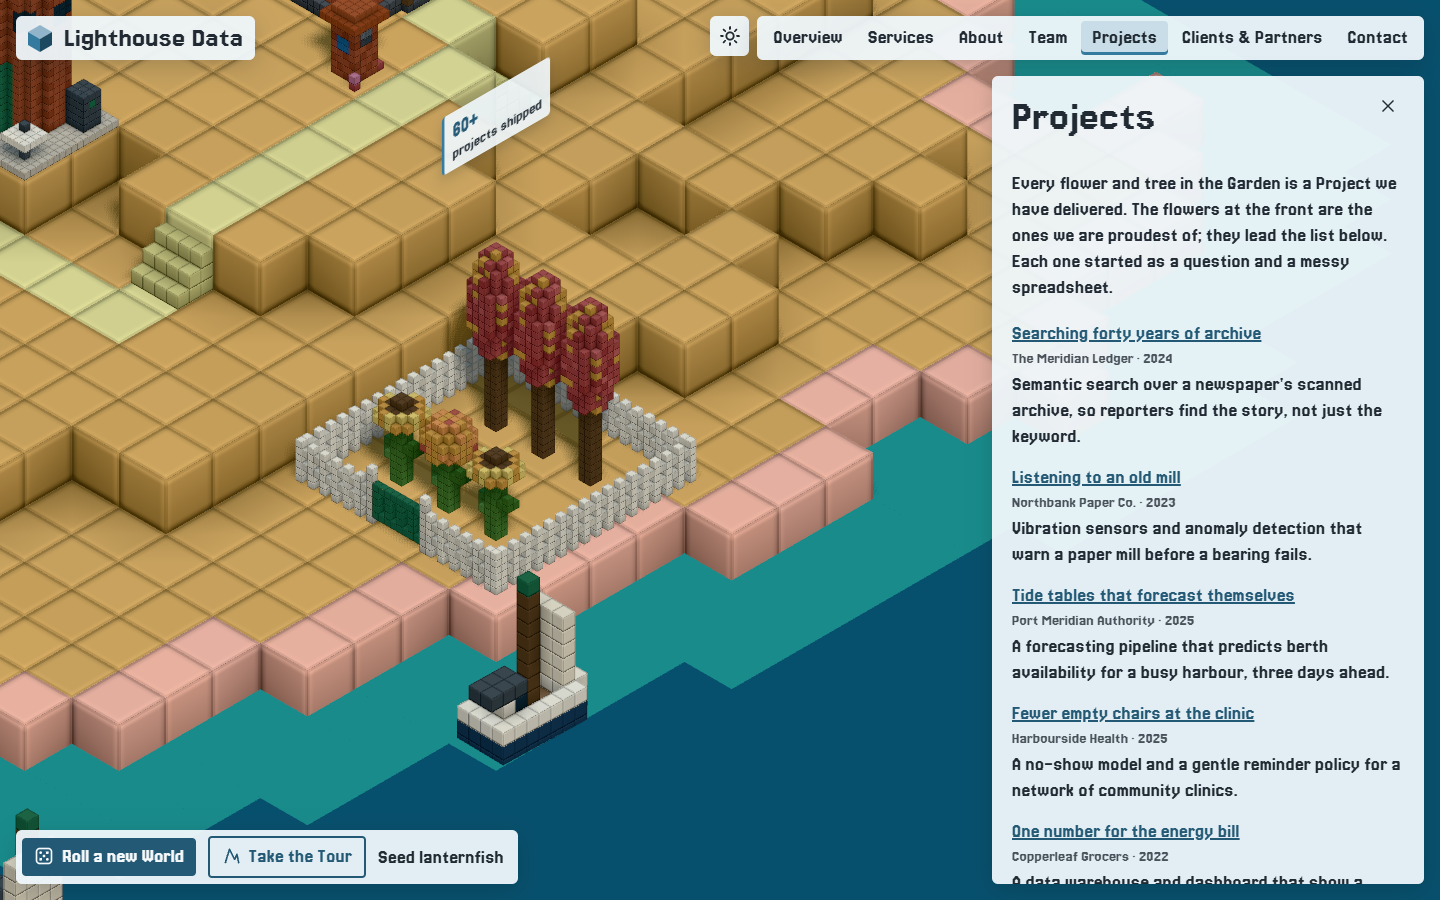 Lighthouse Data
Overview
Services
About
Team
Projects
Clients & Partners
Contact
60+
projects shipped
Projects
Every flower and tree in the Garden is a Project we
have delivered. The flowers at the front are the
ones we are proudest of; they lead the list below.
Each one started as a question and a messy
spreadsheet.
Searching forty years of archive
The Meridian Ledger · 2024
Semantic search over a newspaper's scanned
archive, so reporters find the story, not just the
keyword.
Listening to an old mill
Northbank Paper Co. · 2023
Vibration sensors and anomaly detection that
warn a paper mill before a bearing fails.
Tide tables that forecast themselves
Port Meridian Authority · 2025
A forecasting pipeline that predicts berth
availability for a busy harbour, three days ahead.
Fewer empty chairs at the clinic
Harbourside Health · 2025
A no-show model and a gentle reminder policy for a
network of community clinics.
One number for the energy bill
Copperleaf Grocers · 2022
A data warehouse and dashboard that show a
Roll a new World
Take the Tour
Seed lanternfish